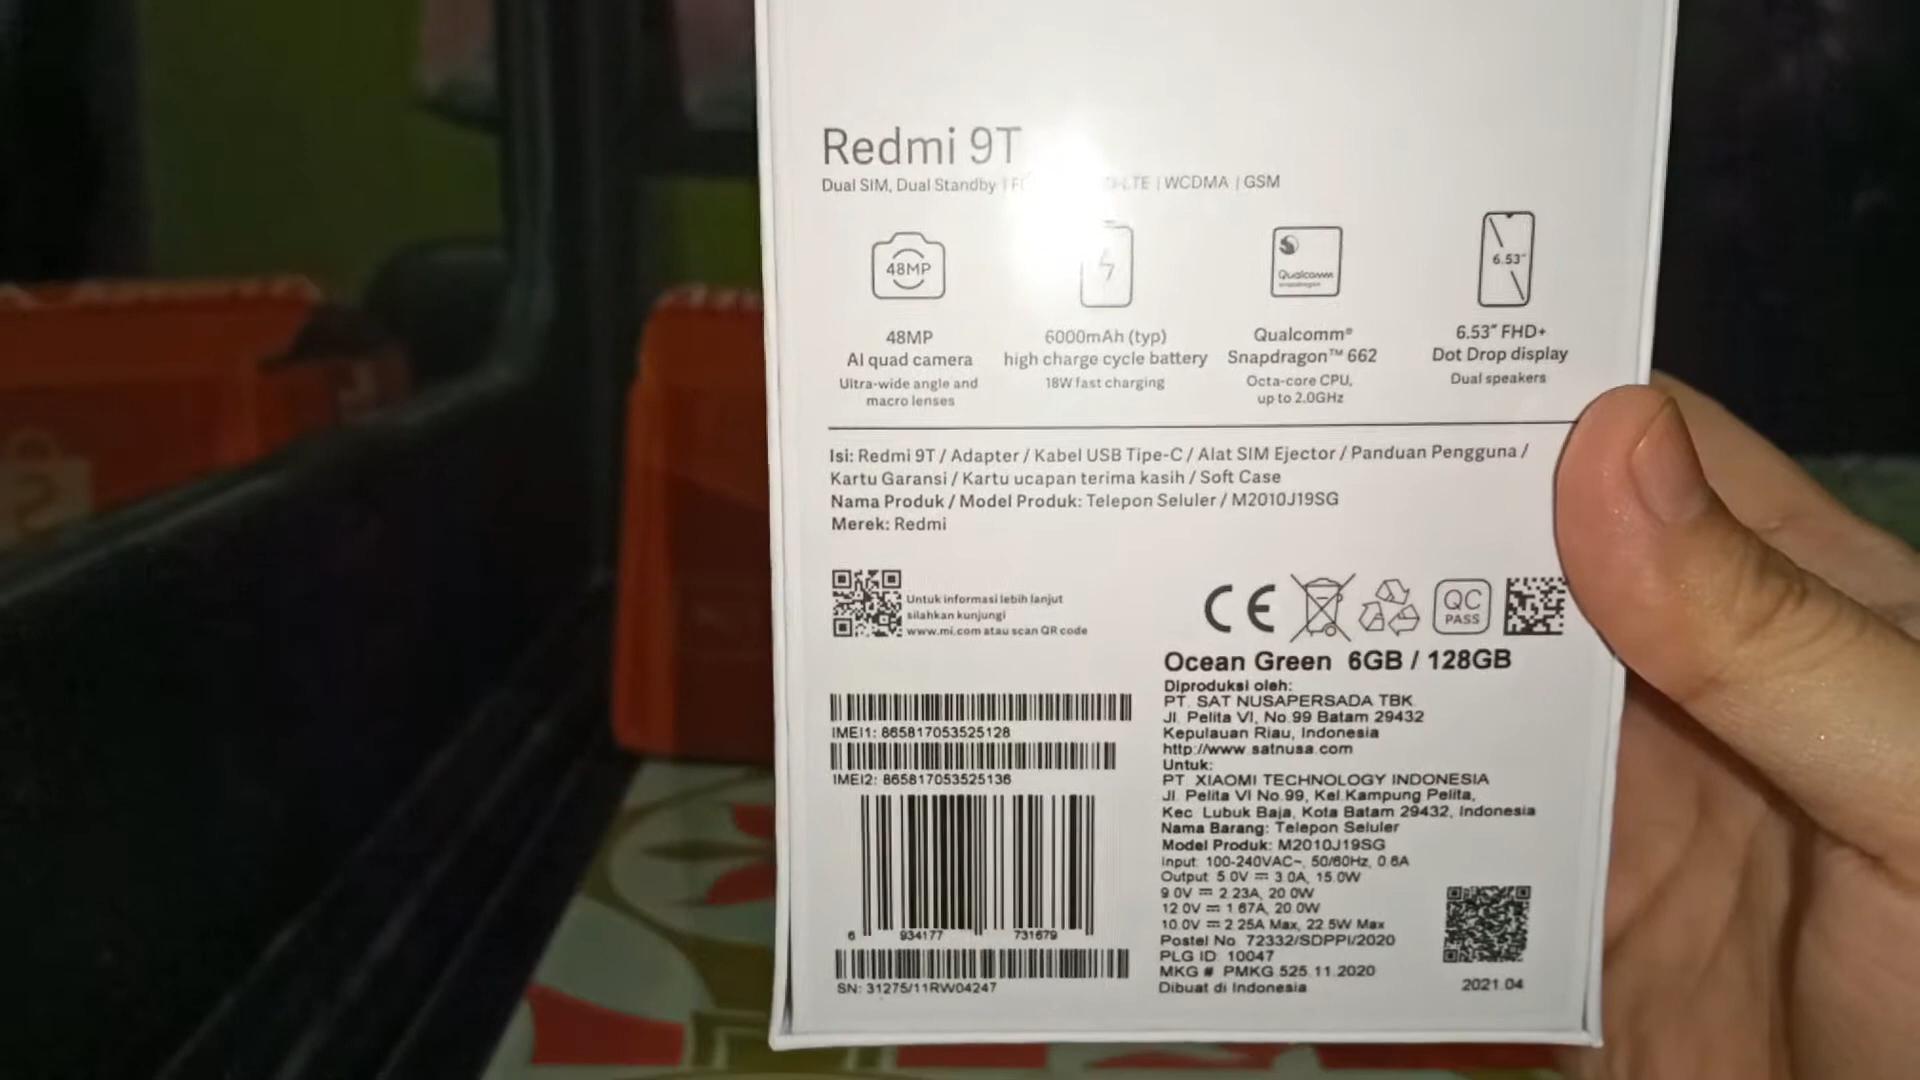 Redmi 9T
Dual SIM, Dual Standby | LTE | WCDMA | GSM
48MP
Qualcomm
snapdragon
6.53"
48MP
AI quad camera
Ultra-wide angle and
macro lenses
6000mAh (typ)
high charge cycle battery
18W fast charging
Qualcomm®
Snapdragon™ 662
Octa-core CPU,
up to 2.0GHz
6.53" FHD+
Dot Drop display
Dual speakers
Isi: Redmi 9T / Adapter / Kabel USB Tipe-C / Alat SIM Ejector / Panduan Pengguna /
Kartu Garansi / Kartu ucapan terima kasih / Soft Case
Nama Produk / Model Produk: Telepon Seluler / M2010J19SG
Merek: Redmi
Untuk informasi lebih lanjut
silahkan kunjungi
www.mi.com atau scan QR code
CE
QC
PASS
Ocean Green 6GB / 128GB
Diproduksi oleh:
PT. SAT NUSAPERSADA TBK
Jl. Pelita VI, No.99 Batam 29432
Kepulauan Riau, Indonesia
http://www.satnusa.com
Untuk:
PT. XIAOMI TECHNOLOGY INDONESIA
Jl. Pelita VI No.99, Kel.Kampung Pelita,
Kec. Lubuk Baja, Kota Batam 29432, Indonesia
Nama Barang: Telepon Seluler
Model Produk: M2010J19SG
Input: 100-240VAC~, 50/60Hz, 0.6A
Output: 5.0V ⎓ 3.0A, 15.0W
9.0V ⎓ 2.23A, 20.0W
12.0V ⎓ 1.67A, 20.0W
10.0V ⎓ 2.25A Max, 22.5W Max
Postel No. 72332/SDPPI/2020
PLG ID: 10047
MKG # PMKG.525.11.2020
Dibuat di Indonesia
2021.04
IMEI1: 865817053525128
IMEI2: 865817053525136
6 934177 731679
SN: 31275/11RW04247